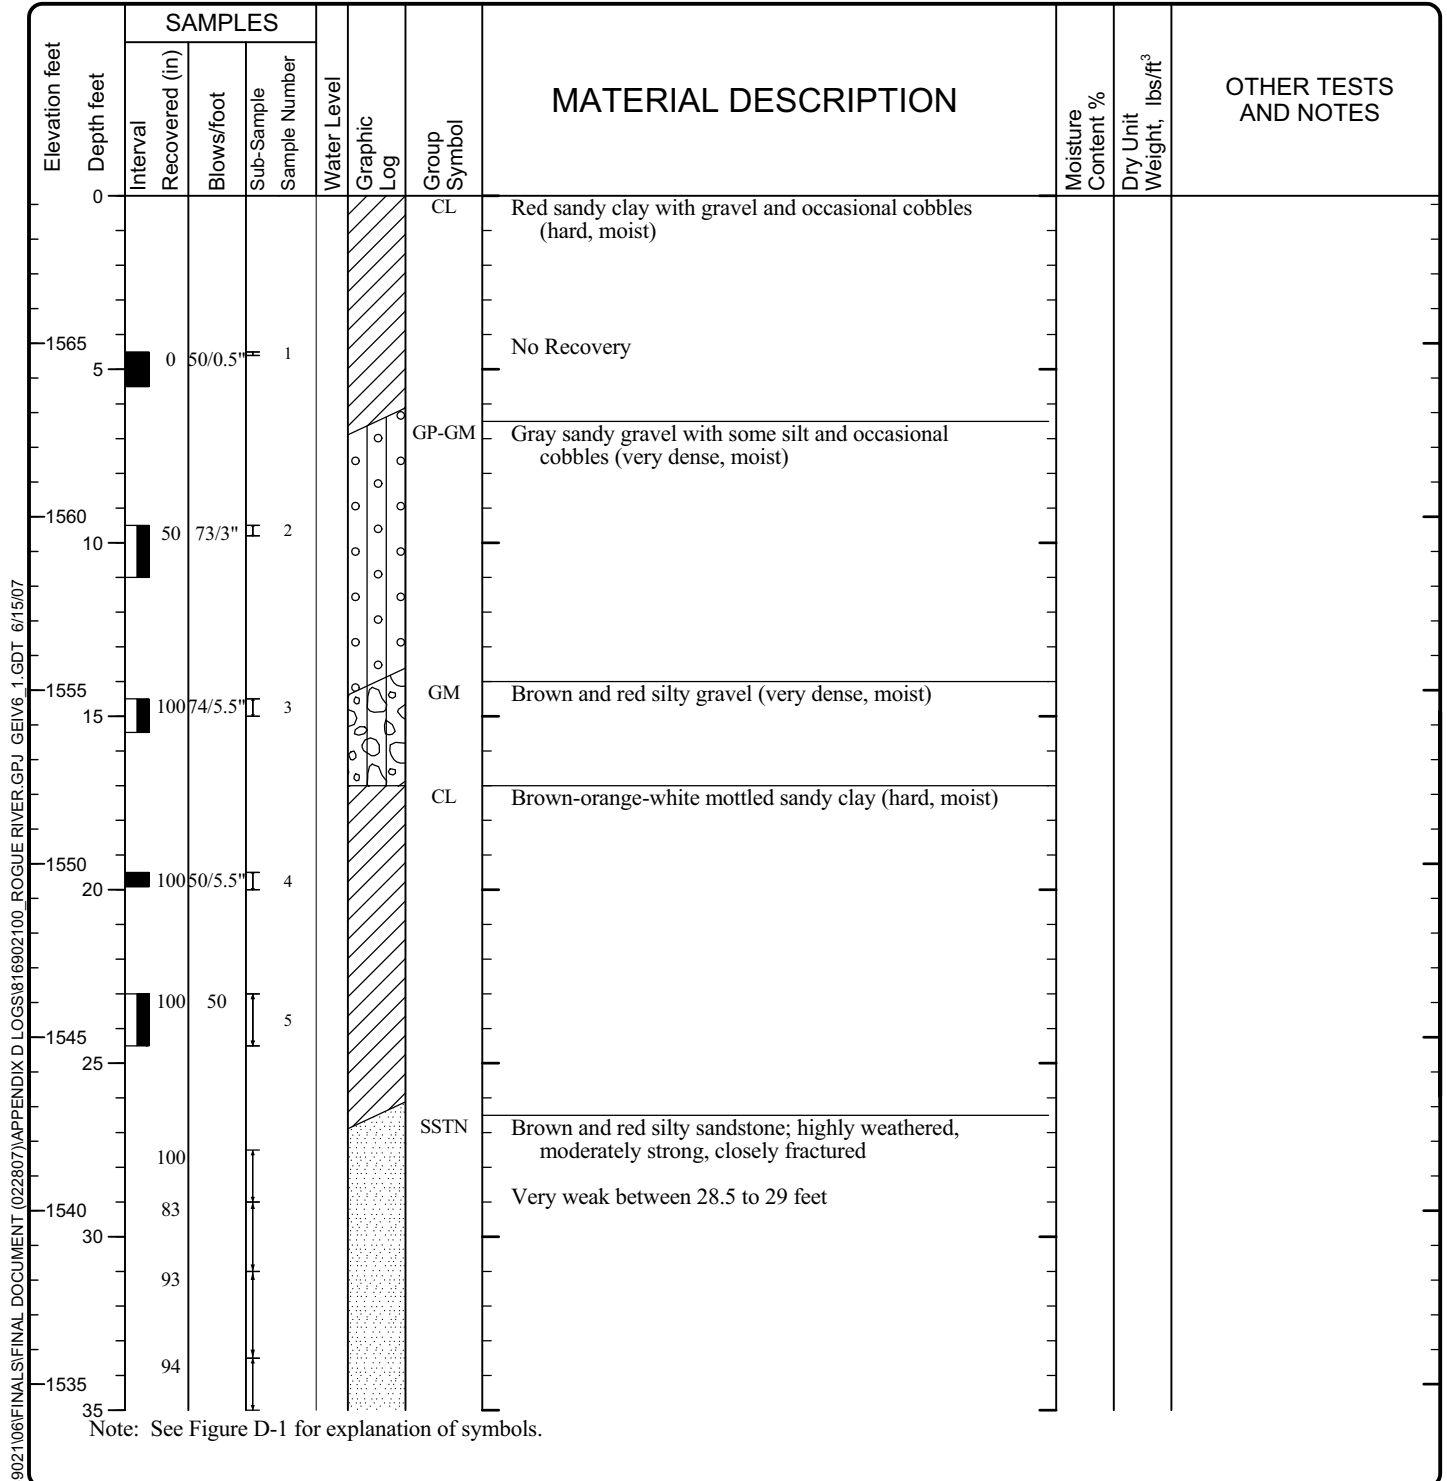 SAMPLES
Elevation feet
Depth feet
Interval
Recovered (in)
Blows/foot
Sub-Sample
Sample Number
Water Level
Graphic
Log
Group
Symbol
MATERIAL DESCRIPTION
Moisture
Content %
Dry Unit
Weight, lbs/ft³
OTHER TESTS
AND NOTES
0
CL
Red sandy clay with gravel and occasional cobbles
(hard, moist)
1565
0 50/0.5" 1
No Recovery
5
GP-GM
Gray sandy gravel with some silt and occasional
cobbles (very dense, moist)
1560
50 73/3" 2
10
1555
100 74/5.5" 3
GM
Brown and red silty gravel (very dense, moist)
15
CL
Brown-orange-white mottled sandy clay (hard, moist)
1550
100 50/5.5" 4
20
100 50
5
1545
25
SSTN
Brown and red silty sandstone; highly weathered,
moderately strong, closely fractured
100
Very weak between 28.5 to 29 feet
1540
83
30
93
94
1535
35
Note: See Figure D-1 for explanation of symbols.
9021\06\FINALS\FINAL DOCUMENT (022807)\APPENDIX D LOGS\816902100_ROGUE RIVER.GPJ GEIV6_1.GDT 6/15/07